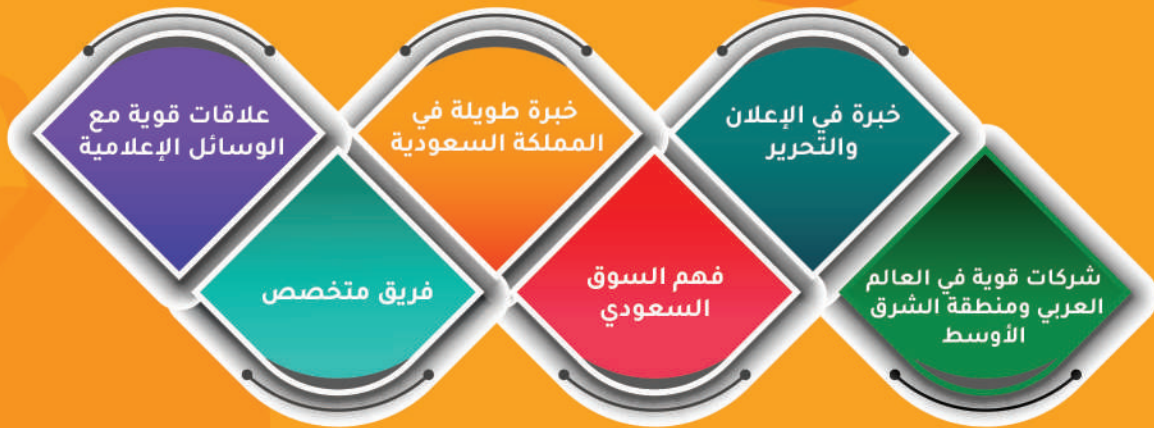 خبرة في الإعلان
والتحرير
خبرة طويلة في
المملكة السعودية
علاقات قوية مع
الوسائل الإعلامية
شركات قوية في العالم
العربي ومنطقة الشرق
الأوسط
فهم السوق
السعودي
فريق متخصص